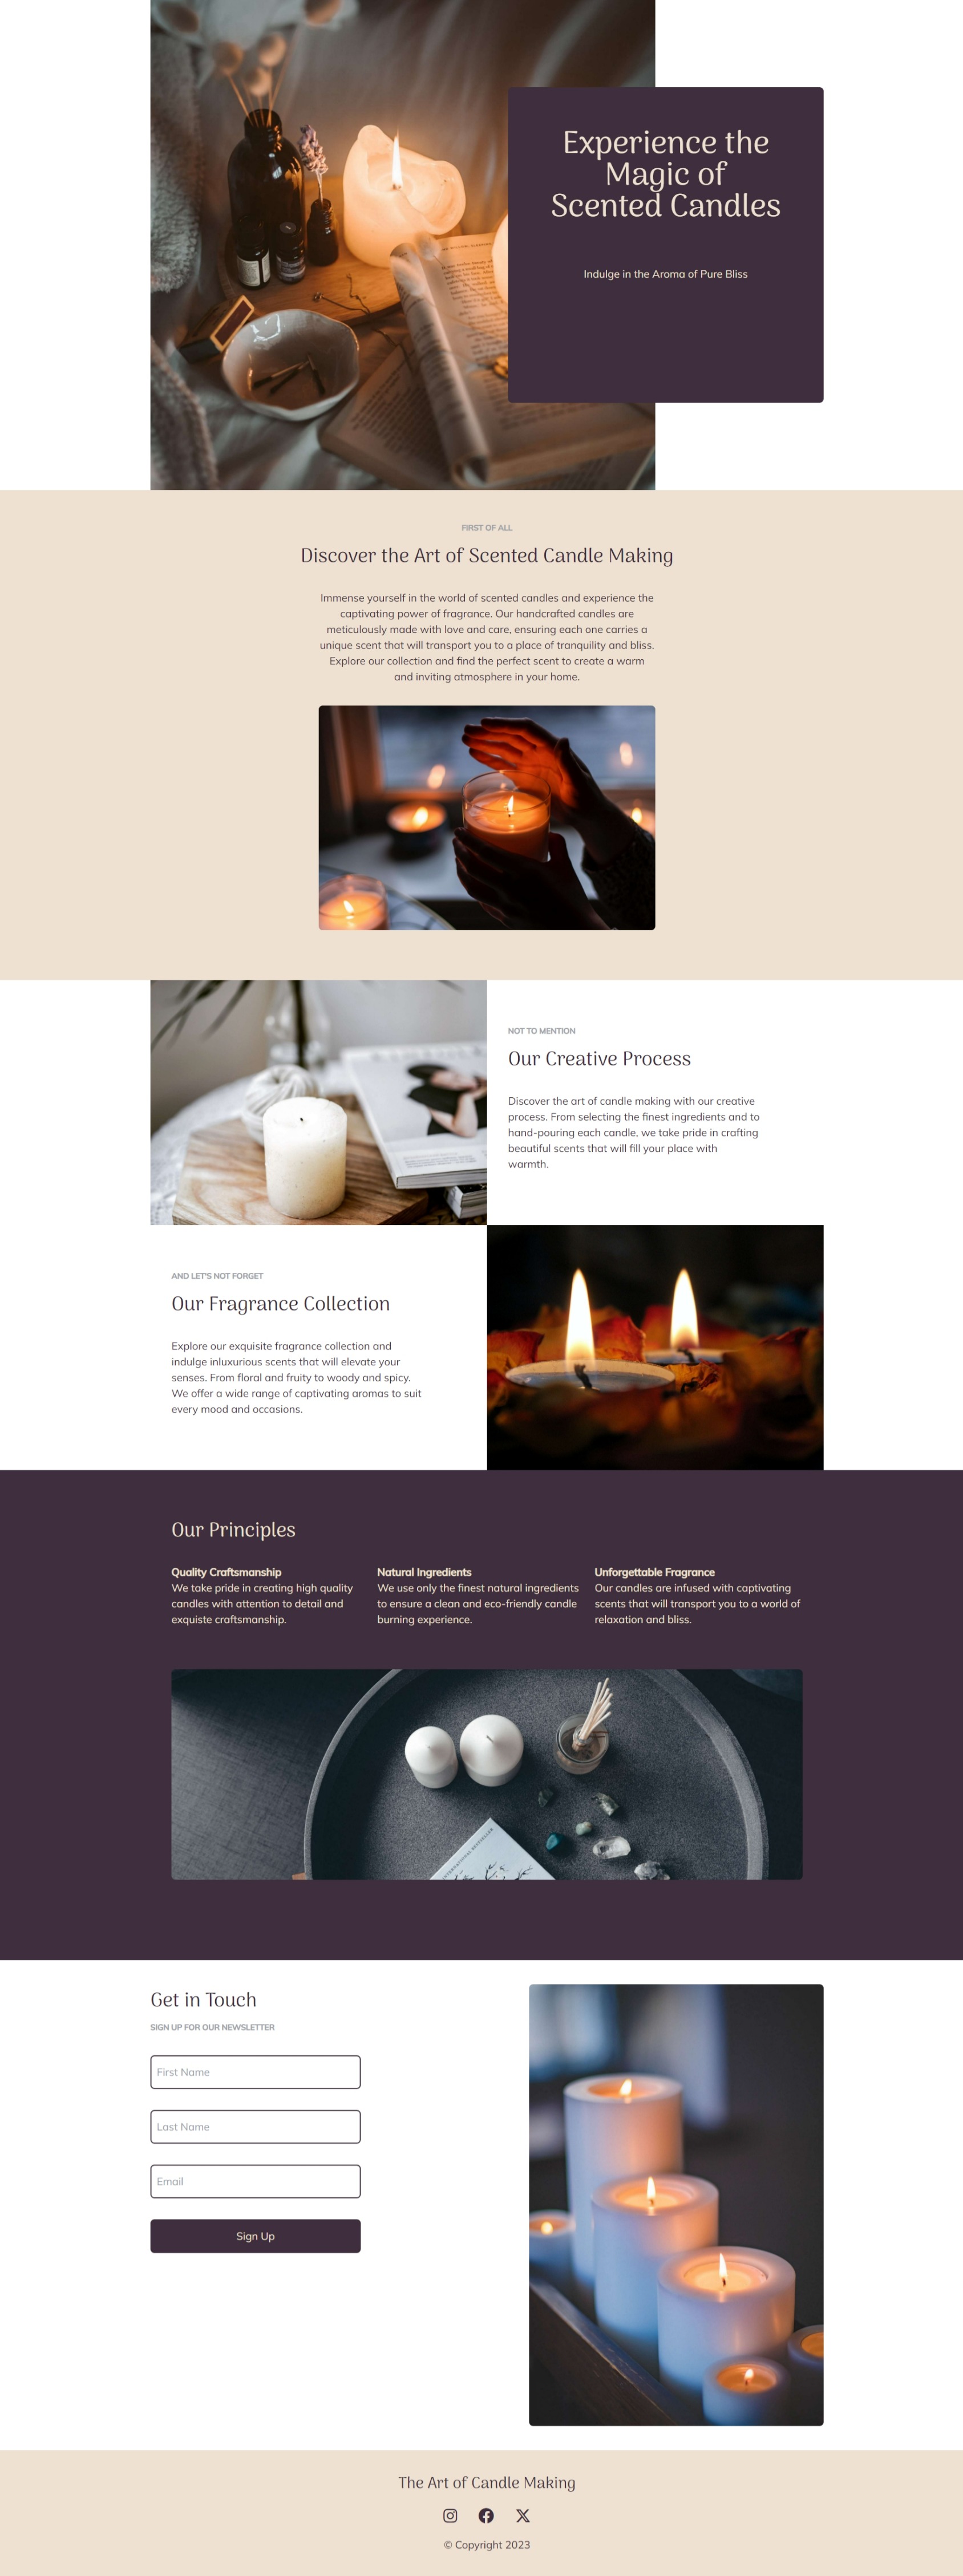 Experience the
Magic of
Scented Candles
Indulge in the Aroma of Pure Bliss
FIRST OF ALL
Discover the Art of Scented Candle Making
Immense yourself in the world of scented candles and experience the
captivating power of fragrance. Our handcrafted candles are
meticulously made with love and care, ensuring each one carries a
unique scent that will transport you to a place of tranquility and bliss.
Explore our collection and find the perfect scent to create a warm
and inviting atmosphere in your home.
NOT TO MENTION
Our Creative Process
Discover the art of candle making with our creative
process. From selecting the finest ingredients and to
hand-pouring each candle, we take pride in crafting
beautiful scents that will fill your place with
warmth.
AND LET'S NOT FORGET
Our Fragrance Collection
Explore our exquisite fragrance collection and
indulge inluxurious scents that will elevate your
senses. From floral and fruity to woody and spicy.
We offer a wide range of captivating aromas to suit
every mood and occasions.
Our Principles
Quality Craftsmanship
We take pride in creating high quality
candles with attention to detail and
exquiste craftsmanship.
Natural Ingredients
We use only the finest natural ingredients
to ensure a clean and eco-friendly candle
burning experience.
Unforgettable Fragrance
Our candles are infused with captivating
scents that will transport you to a world of
relaxation and bliss.
INTERNATIONAL BESTSELLER
Get in Touch
SIGN UP FOR OUR NEWSLETTER
First Name
Last Name
Email
Sign Up
The Art of Candle Making
© Copyright 2023